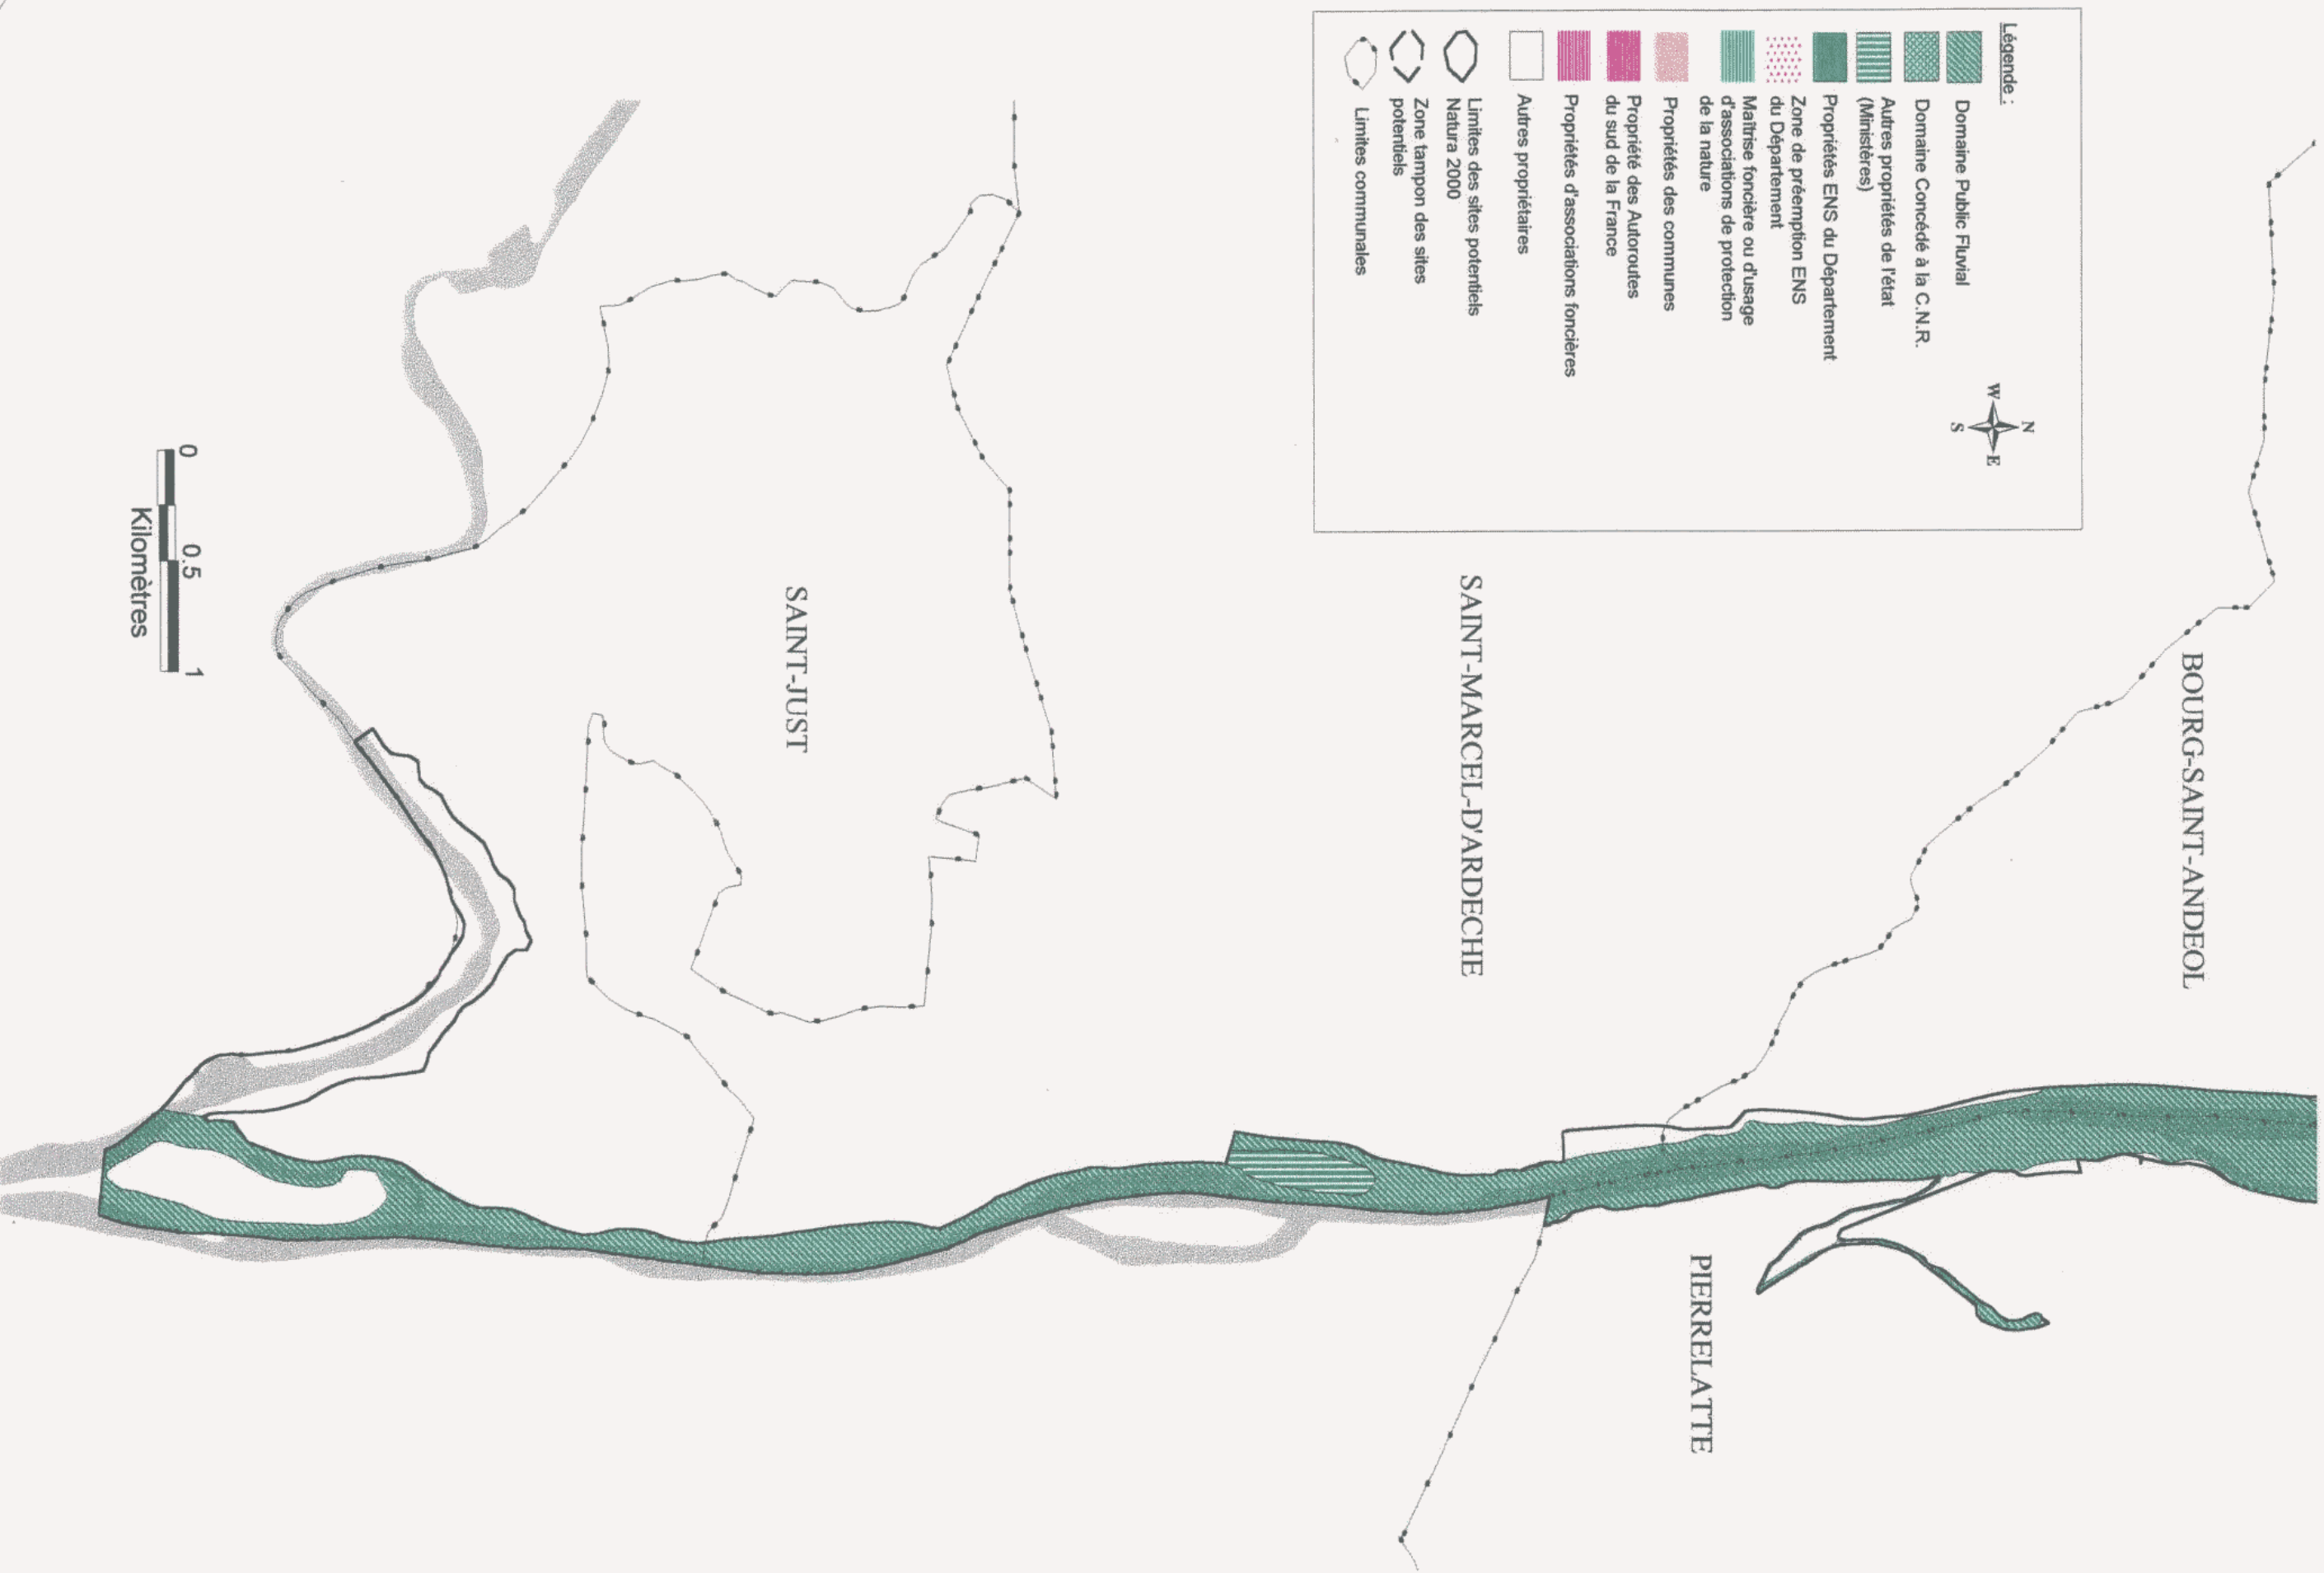 Légende :
Domaine Public Fluvial
Domaine Concédé à la C.N.R.
Autres propriétés de l'état
(Ministères)
Propriétés ENS du Département
Zone de préemption ENS
du Département
Maîtrise foncière ou d'usage
d'associations de protection
de la nature
Propriétés des communes
Propriété des Autoroutes
du sud de la France
Propriétés d'associations foncières
Autres propriétaires
Limites des sites potentiels
Natura 2000
Zone tampon des sites
potentiels
Limites communales
N
W
E
S
BOURG-SAINT-ANDEOL
PIERRELATTE
SAINT-MARCEL-D'ARDECHE
SAINT-JUST
0 0.5 1
Kilomètres